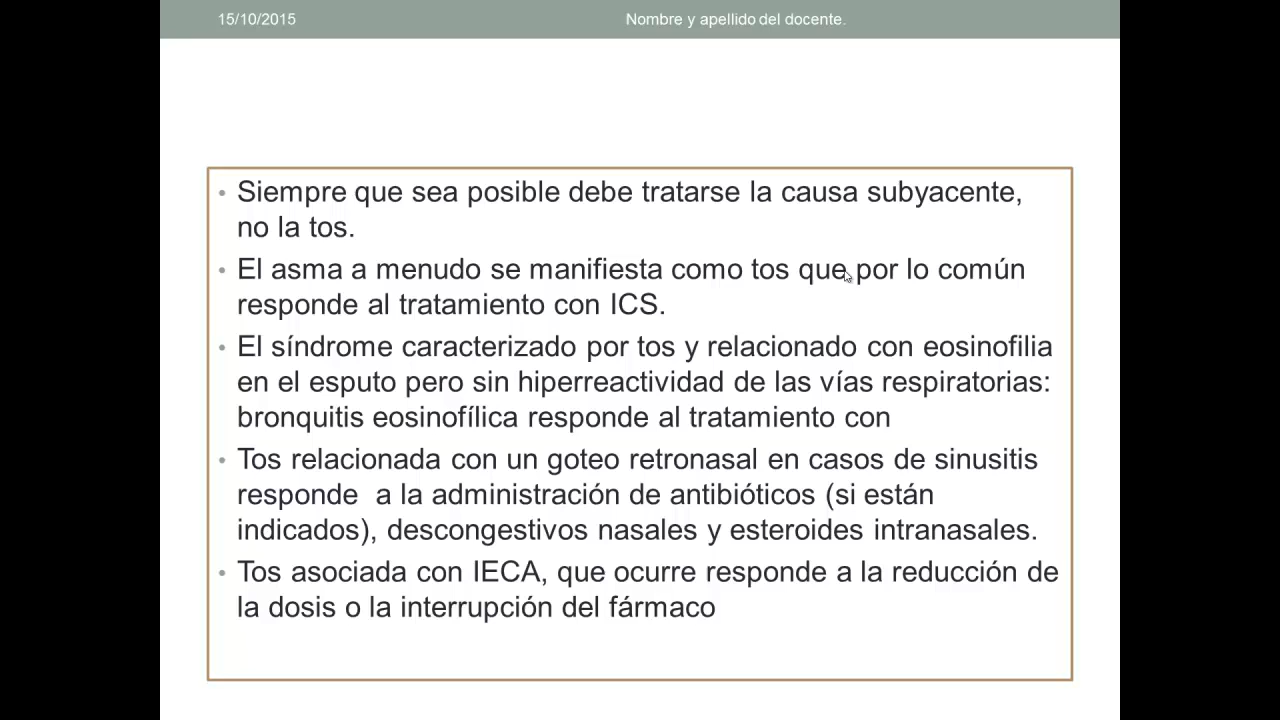 15/10/2015
Nombre y apellido del docente.
• Siempre que sea posible debe tratarse la causa subyacente,
no la tos.
• El asma a menudo se manifiesta como tos que por lo común
responde al tratamiento con ICS.
• El síndrome caracterizado por tos y relacionado con eosinofilia
en el esputo pero sin hiperreactividad de las vías respiratorias:
bronquitis eosinofílica responde al tratamiento con
• Tos relacionada con un goteo retronasal en casos de sinusitis
responde  a la administración de antibióticos (si están
indicados), descongestivos nasales y esteroides intranasales.
• Tos asociada con IECA, que ocurre responde a la reducción de
la dosis o la interrupción del fármaco